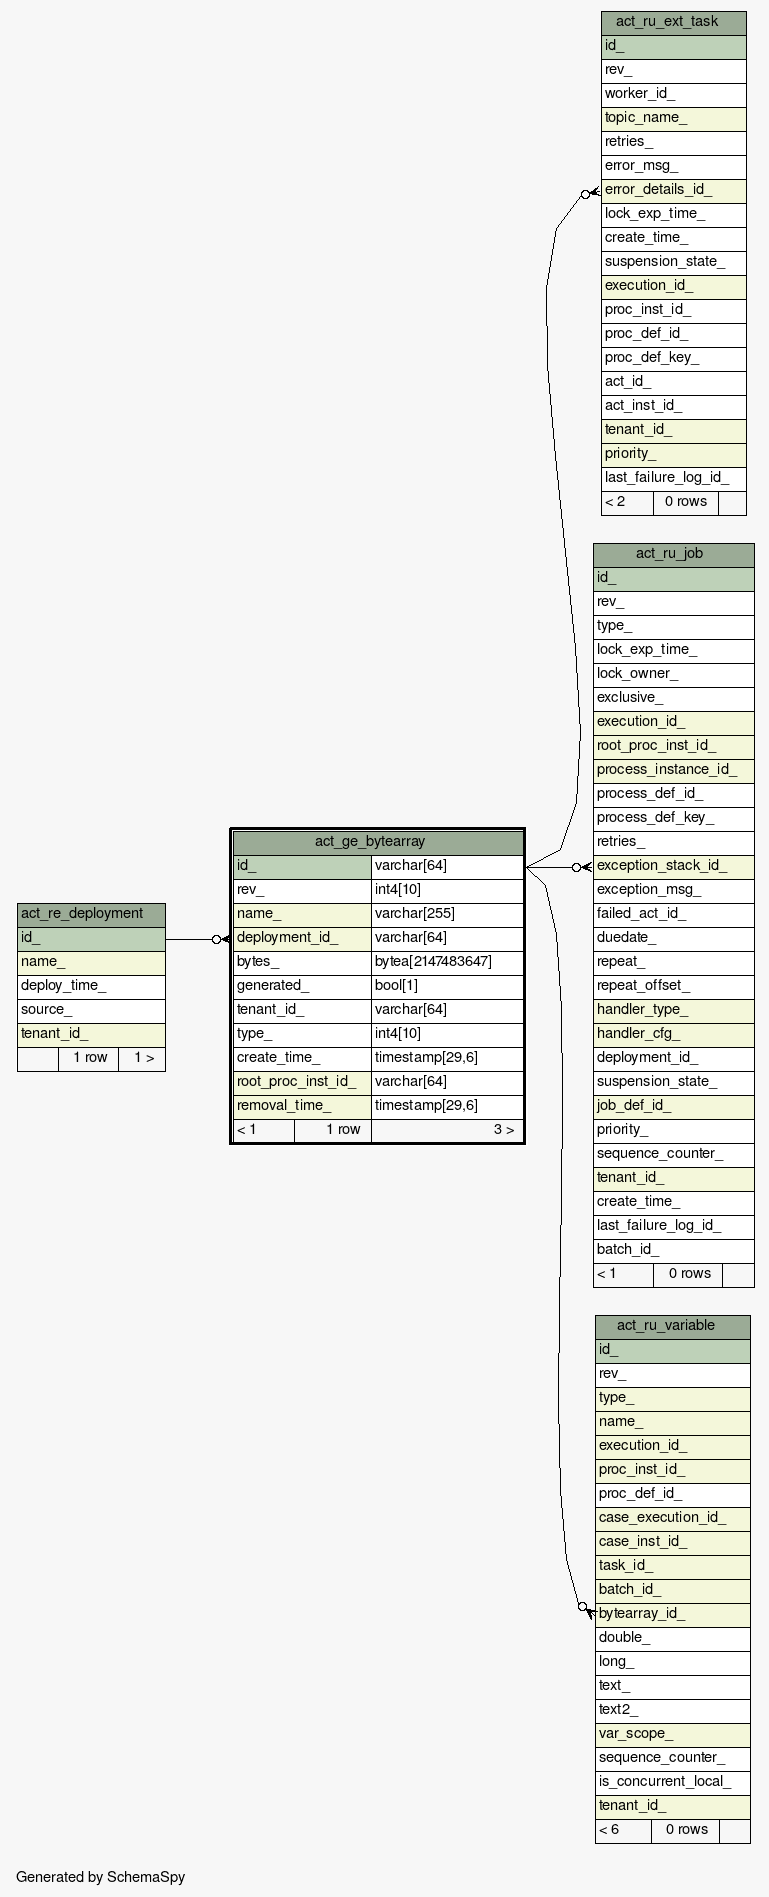 act_ru_ext_task
id_
rev_
worker_id_
topic_name_
retries_
error_msg_
error_details_id_
lock_exp_time_
create_time_
suspension_state_
execution_id_
proc_inst_id_
proc_def_id_
proc_def_key_
act_id_
act_inst_id_
tenant_id_
priority_
last_failure_log_id_
< 2 0 rows
act_ru_job
id_
rev_
type_
lock_exp_time_
lock_owner_
exclusive_
execution_id_
root_proc_inst_id_
process_instance_id_
process_def_id_
process_def_key_
retries_
exception_stack_id_
exception_msg_
failed_act_id_
duedate_
repeat_
repeat_offset_
handler_type_
handler_cfg_
deployment_id_
suspension_state_
job_def_id_
priority_
sequence_counter_
tenant_id_
create_time_
last_failure_log_id_
batch_id_
< 1 0 rows
act_ge_bytearray
id_ varchar[64]
rev_ int4[10]
name_ varchar[255]
deployment_id_ varchar[64]
bytes_ bytea[2147483647]
generated_ bool[1]
tenant_id_ varchar[64]
type_ int4[10]
create_time_ timestamp[29,6]
root_proc_inst_id_ varchar[64]
removal_time_ timestamp[29,6]
< 1 1 row 3 >
act_re_deployment
id_
name_
deploy_time_
source_
tenant_id_
1 row 1 >
act_ru_variable
id_
rev_
type_
name_
execution_id_
proc_inst_id_
proc_def_id_
case_execution_id_
case_inst_id_
task_id_
batch_id_
bytearray_id_
double_
long_
text_
text2_
var_scope_
sequence_counter_
is_concurrent_local_
tenant_id_
< 6 0 rows
Generated by SchemaSpy